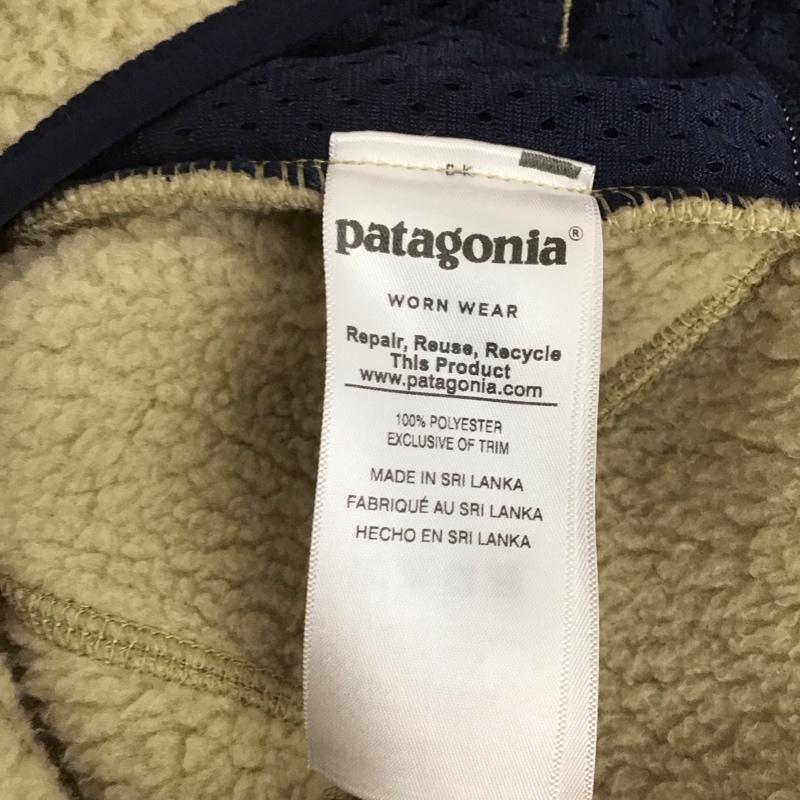 patagonia®
WORN WEAR
Repair, Reuse, Recycle
This Product
www.patagonia.com
100% POLYESTER
EXCLUSIVE OF TRIM
MADE IN SRI LANKA
FABRIQUÉ AU SRI LANKA
HECHO EN SRI LANKA